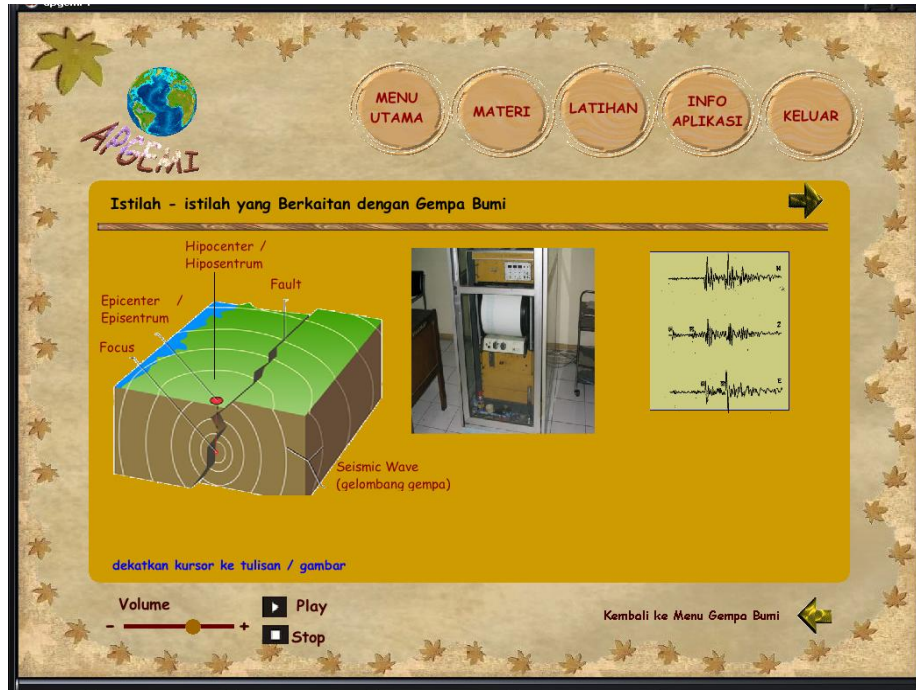 apgemi
MENU
UTAMA
MATERI
LATIHAN
INFO
APLIKASI
KELUAR
APGEMI
Istilah - istilah yang Berkaitan dengan Gempa Bumi
Hipocenter /
Hiposentrum
Fault
Epicenter /
Episentrum
Focus
Seismic Wave
(gelombang gempa)
N
Z
E
dekatkan kursor ke tulisan / gambar
Volume
- +
Play
Stop
Kembali ke Menu Gempa Bumi